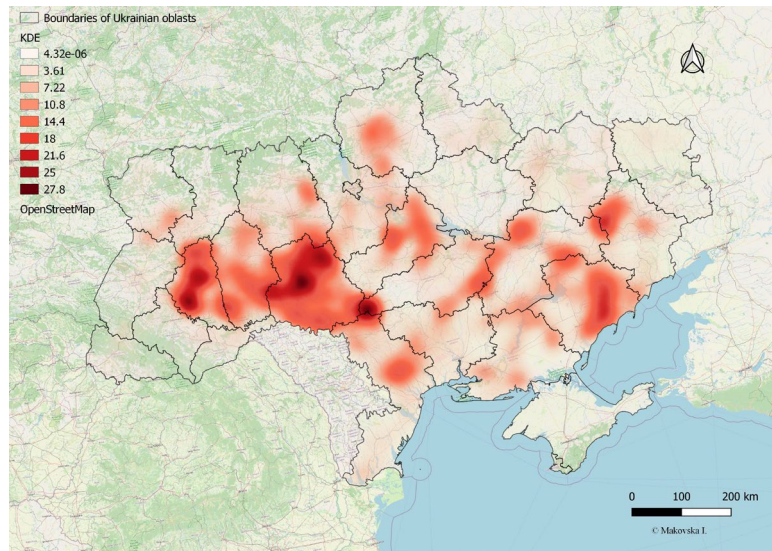 Boundaries of Ukrainian oblasts
KDE
4.32e-06
3.61
7.22
10.8
14.4
18
21.6
25
27.8
OpenStreetMap
0 100 200 km
© Makovska I.